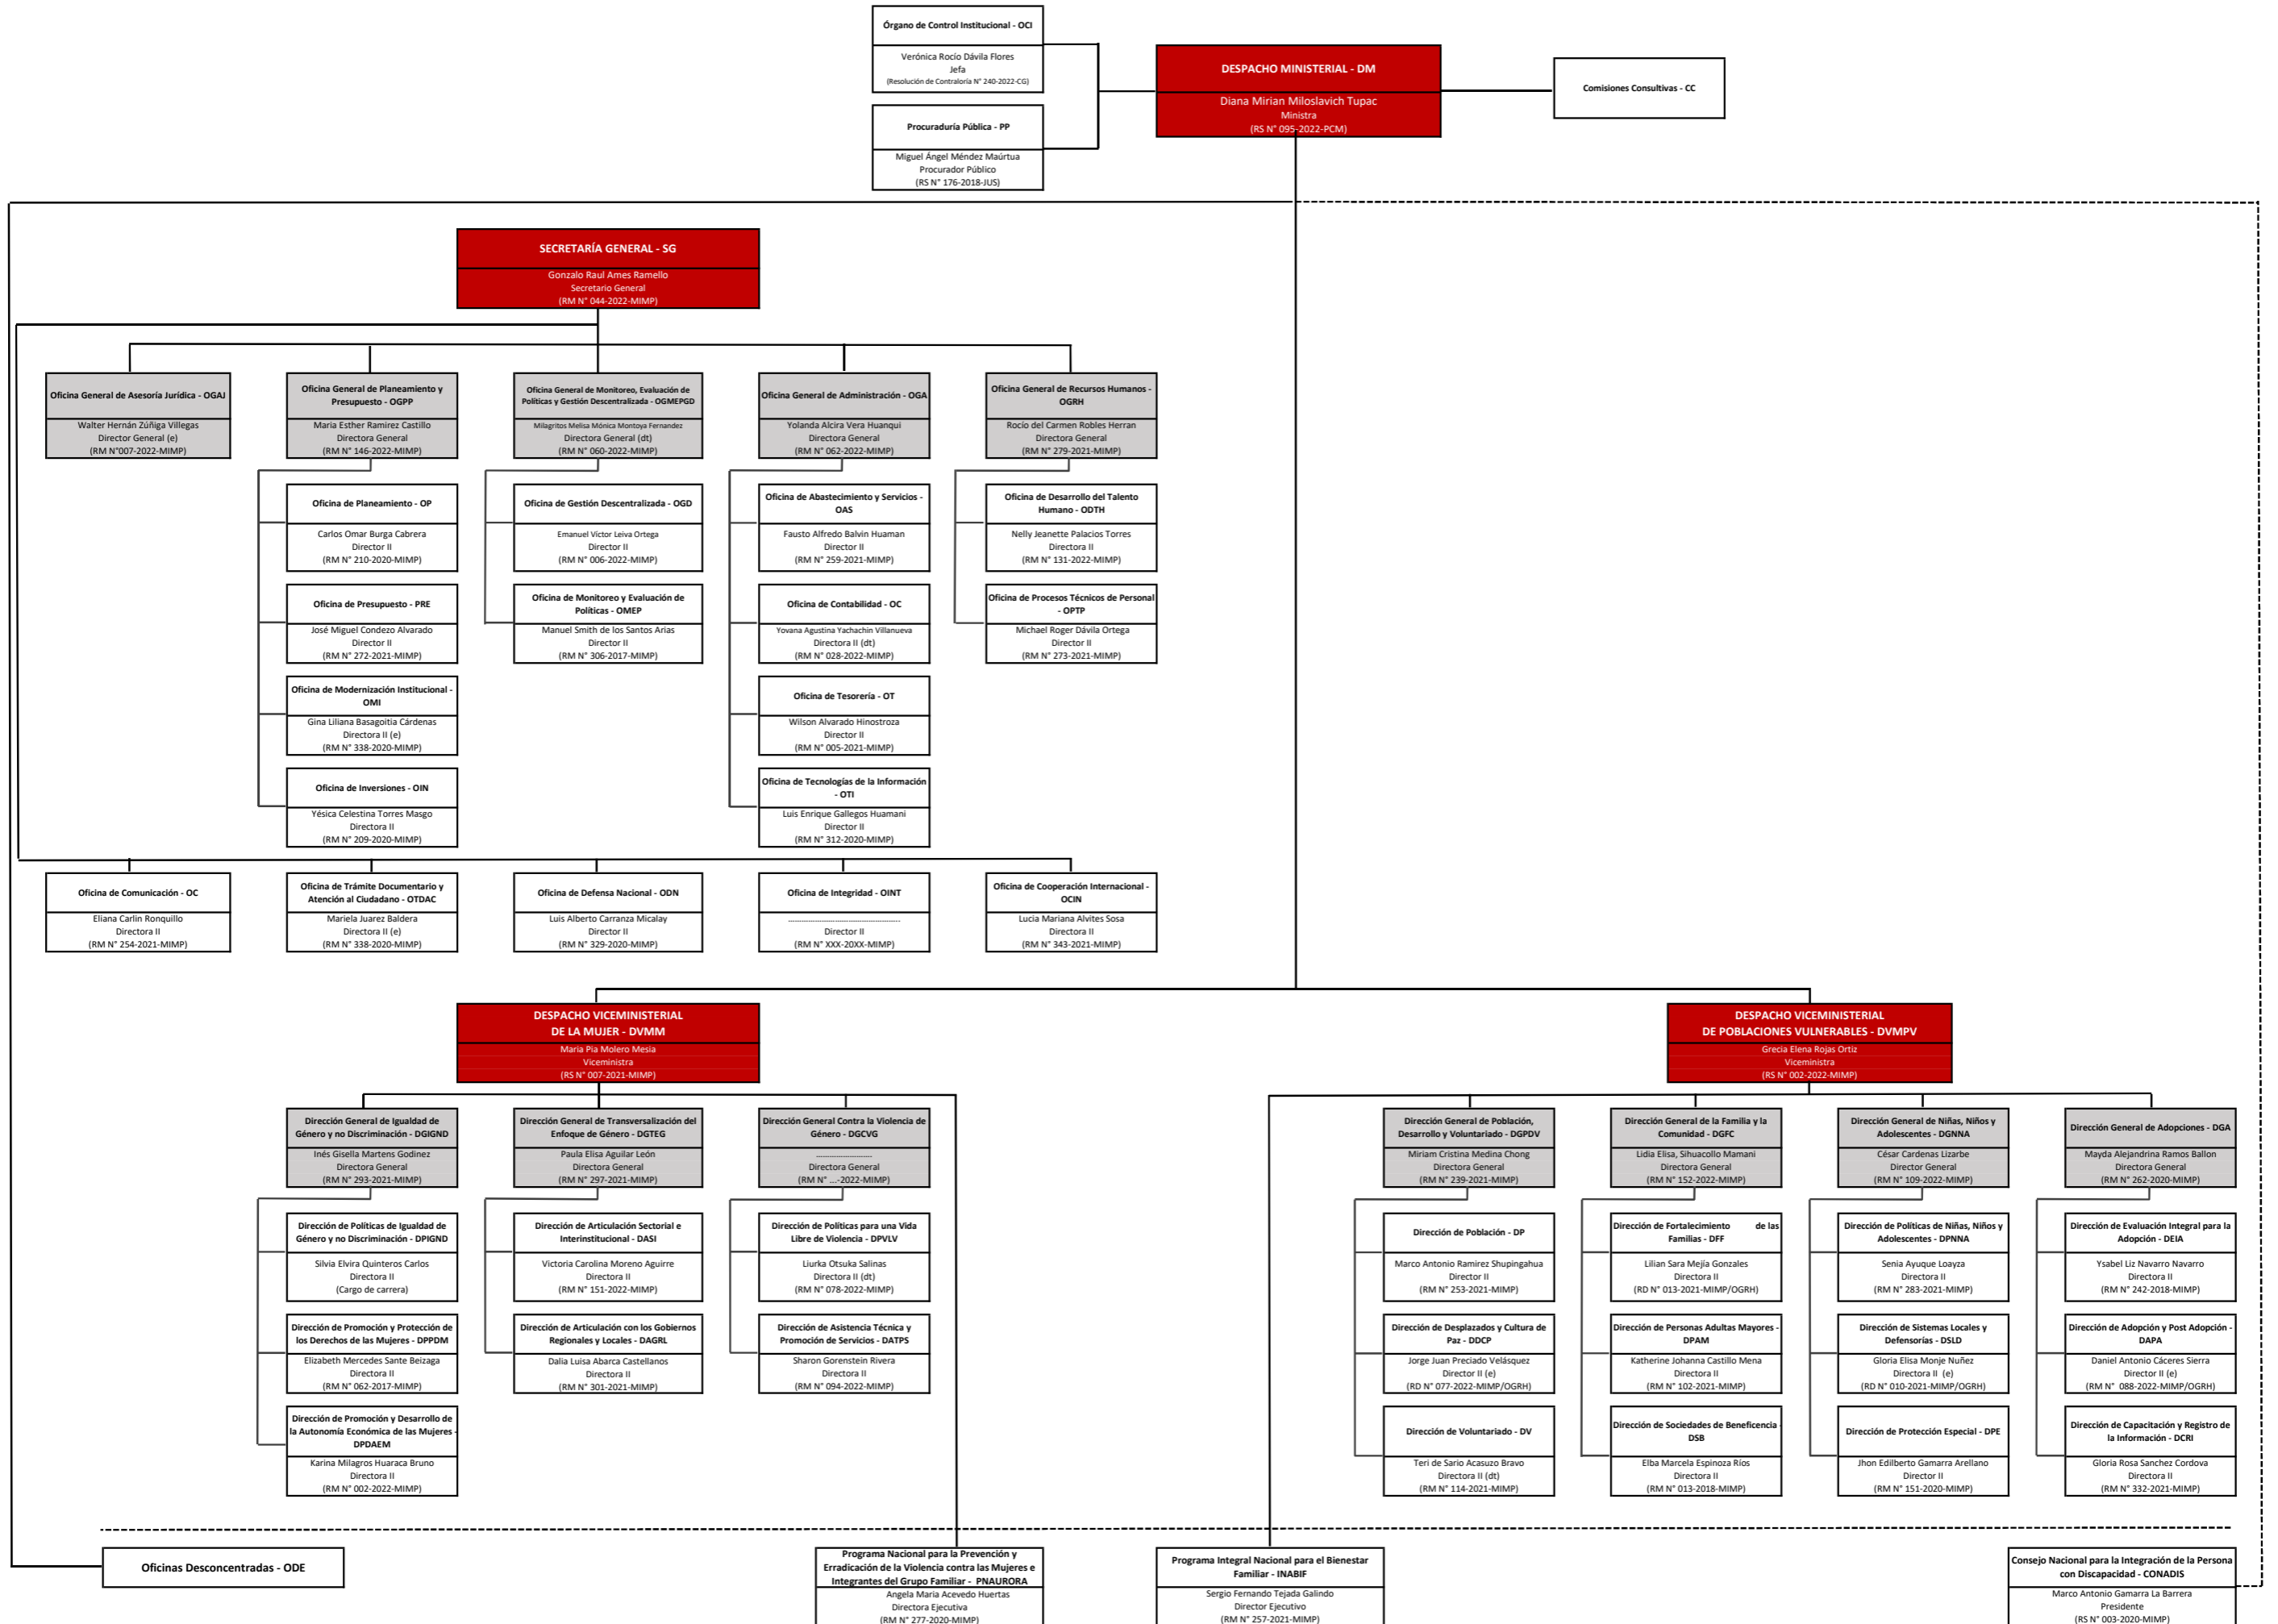 Órgano de Control Institucional - OCI
Verónica Rocío Dávila Flores
Jefa
(Resolución de Contraloría N° 240-2022-CG)
Procuraduría Pública - PP
Miguel Ángel Méndez Maúrtua
Procurador Público
(RS N° 176-2018-JUS)
DESPACHO MINISTERIAL - DM
Diana Mirian Miloslavich Tupac
Ministra
(RS N° 095-2022-PCM)
Comisiones Consultivas - CC
SECRETARÍA GENERAL - SG
Gonzalo Raul Ames Ramello
Secretario General
(RM N° 044-2022-MIMP)
Oficina General de Asesoría Jurídica - OGAJ
Walter Hernán Zúñiga Villegas
Director General (e)
(RM N°007-2022-MIMP)
Oficina General de Planeamiento y
Presupuesto - OGPP
Maria Esther Ramirez Castillo
Directora General
(RM N° 146-2022-MIMP)
Oficina General de Monitoreo, Evaluación de
Políticas y Gestión Descentralizada - OGMEPGD
Milagritos Melisa Mónica Montoya Fernandez
Directora General (dt)
(RM N° 060-2022-MIMP)
Oficina General de Administración - OGA
Yolanda Alcira Vera Huanqui
Directora General
(RM N° 062-2022-MIMP)
Oficina General de Recursos Humanos -
OGRH
Rocío del Carmen Robles Herran
Directora General
(RM N° 279-2021-MIMP)
Oficina de Planeamiento - OP
Carlos Omar Burga Cabrera
Director II
(RM N° 210-2020-MIMP)
Oficina de Gestión Descentralizada - OGD
Emanuel Victor Leiva Ortega
Director II
(RM N° 006-2022-MIMP)
Oficina de Abastecimiento y Servicios -
OAS
Fausto Alfredo Balvin Huaman
Director II
(RM N° 259-2021-MIMP)
Oficina de Desarrollo del Talento
Humano - ODTH
Nelly Jeanette Palacios Torres
Directora II
(RM N° 131-2022-MIMP)
Oficina de Presupuesto - PRE
José Miguel Condezo Alvarado
Director II
(RM N° 272-2021-MIMP)
Oficina de Monitoreo y Evaluación de
Políticas - OMEP
Manuel Smith de los Santos Arias
Director II
(RM N° 306-2017-MIMP)
Oficina de Contabilidad - OC
Yovana Agustina Yachachin Villanueva
Directora II (dt)
(RM N° 028-2022-MIMP)
Oficina de Procesos Técnicos de Personal
- OPTP
Michael Roger Dávila Ortega
Director II
(RM N° 273-2021-MIMP)
Oficina de Modernización Institucional -
OMI
Gina Liliana Basagoitia Cárdenas
Directora II (e)
(RM N° 338-2020-MIMP)
Oficina de Tesorería - OT
Wilson Alvarado Hinostroza
Director II
(RM N° 005-2021-MIMP)
Oficina de Inversiones - OIN
Yésica Celestina Torres Masgo
Directora II
(RM N° 209-2020-MIMP)
Oficina de Tecnologías de la Información
- OTI
Luis Enrique Gallegos Huamani
Director II
(RM N° 312-2020-MIMP)
Oficina de Comunicación - OC
Eliana Carlin Ronquillo
Directora II
(RM N° 254-2021-MIMP)
Oficina de Trámite Documentario y
Atención al Ciudadano - OTDAC
Mariela Juarez Baldera
Directora II (e)
(RM N° 338-2020-MIMP)
Oficina de Defensa Nacional - ODN
Luis Alberto Carranza Micalay
Director II
(RM N° 329-2020-MIMP)
Oficina de Integridad - OINT
...............................................
Director II
(RM N° XXX-20XX-MIMP)
Oficina de Cooperación Internacional -
OCIN
Lucia Mariana Alvites Sosa
Directora II
(RM N° 343-2021-MIMP)
DESPACHO VICEMINISTERIAL
DE LA MUJER - DVMM
Maria Pia Molero Mesia
Viceministra
(RS N° 007-2021-MIMP)
DESPACHO VICEMINISTERIAL
DE POBLACIONES VULNERABLES - DVMPV
Grecia Elena Rojas Ortiz
Viceministra
(RS N° 002-2022-MIMP)
Dirección General de Igualdad de
Género y no Discriminación - DGIGND
Inés Gisella Martens Godinez
Directora General
(RM N° 293-2021-MIMP)
Dirección General de Transversalización del
Enfoque de Género - DGTEG
Paula Elisa Aguilar León
Directora General
(RM N° 297-2021-MIMP)
Dirección General Contra la Violencia de
Género - DGCVG
........................
Directora General
(RM N° ...-2022-MIMP)
Dirección General de Población,
Desarrollo y Voluntariado - DGPDV
Miriam Cristina Medina Chong
Directora General
(RM N° 239-2021-MIMP)
Dirección General de la Familia y la
Comunidad - DGFC
Lidia Elisa, Sihuacollo Mamani
Directora General
(RM N° 152-2022-MIMP)
Dirección General de Niñas, Niños y
Adolescentes - DGNNA
César Cardenas Lizarbe
Director General
(RM N° 109-2022-MIMP)
Dirección General de Adopciones - DGA
Mayda Alejandrina Ramos Ballon
Directora General
(RM N° 262-2020-MIMP)
Dirección de Políticas de Igualdad de
Género y no Discriminación - DPIGND
Silvia Elvira Quinteros Carlos
Directora II
(Cargo de carrera)
Dirección de Articulación Sectorial e
Interinstitucional - DASI
Victoria Carolina Moreno Aguirre
Directora II
(RM N° 151-2022-MIMP)
Dirección de Políticas para una Vida
Libre de Violencia - DPVLV
Liurka Otsuka Salinas
Directora II (dt)
(RM N° 078-2022-MIMP)
Dirección de Población - DP
Marco Antonio Ramirez Shupingahua
Director II
(RM N° 253-2021-MIMP)
Dirección de Fortalecimiento de las
Familias - DFF
Lilian Sara Mejía Gonzales
Directora II
(RD N° 013-2021-MIMP/OGRH)
Dirección de Políticas de Niñas, Niños y
Adolescentes - DPNNA
Senia Ayuque Loayza
Directora II
(RM N° 283-2021-MIMP)
Dirección de Evaluación Integral para la
Adopción - DEIA
Ysabel Liz Navarro Navarro
Directora II
(RM N° 242-2018-MIMP)
Dirección de Promoción y Protección de
los Derechos de las Mujeres - DPPDM
Elizabeth Mercedes Sante Beizaga
Directora II
(RM N° 062-2017-MIMP)
Dirección de Articulación con los Gobiernos
Regionales y Locales - DAGRL
Dalia Luisa Abarca Castellanos
Directora II
(RM N° 301-2021-MIMP)
Dirección de Asistencia Técnica y
Promoción de Servicios - DATPS
Sharon Gorenstein Rivera
Directora II
(RM N° 094-2022-MIMP)
Dirección de Desplazados y Cultura de
Paz - DDCP
Jorge Juan Preciado Velásquez
Director II (e)
(RD N° 077-2022-MIMP/OGRH)
Dirección de Personas Adultas Mayores -
DPAM
Katherine Johanna Castillo Mena
Directora II
(RM N° 102-2021-MIMP)
Dirección de Sistemas Locales y
Defensorías - DSLD
Gloria Elisa Monje Nuñez
Directora II (e)
(RD N° 010-2021-MIMP/OGRH)
Dirección de Adopción y Post Adopción -
DAPA
Daniel Antonio Cáceres Sierra
Director II (e)
(RM N° 088-2022-MIMP/OGRH)
Dirección de Promoción y Desarrollo de
la Autonomía Económica de las Mujeres -
DPDAEM
Karina Milagros Huaraca Bruno
Directora II
(RM N° 002-2022-MIMP)
Dirección de Voluntariado - DV
Teri de Sario Acasuzo Bravo
Directora II (dt)
(RM N° 114-2021-MIMP)
Dirección de Sociedades de Beneficencia -
DSB
Elba Marcela Espinoza Ríos
Directora II
(RM N° 013-2018-MIMP)
Dirección de Protección Especial - DPE
Jhon Edilberto Gamarra Arellano
Director II
(RM N° 151-2020-MIMP)
Dirección de Capacitación y Registro de
la Información - DCRI
Gloria Rosa Sanchez Cordova
Directora II
(RM N° 332-2021-MIMP)
Oficinas Desconcentradas - ODE
Programa Nacional para la Prevención y
Erradicación de la Violencia contra las Mujeres e
Integrantes del Grupo Familiar - PNAURORA
Angela Maria Acevedo Huertas
Directora Ejecutiva
(RM N° 277-2020-MIMP)
Programa Integral Nacional para el Bienestar
Familiar - INABIF
Sergio Fernando Tejada Galindo
Director Ejecutivo
(RM N° 257-2021-MIMP)
Consejo Nacional para la Integración de la Persona
con Discapacidad - CONADIS
Marco Antonio Gamarra La Barrera
Presidente
(RS N° 003-2020-MIMP)